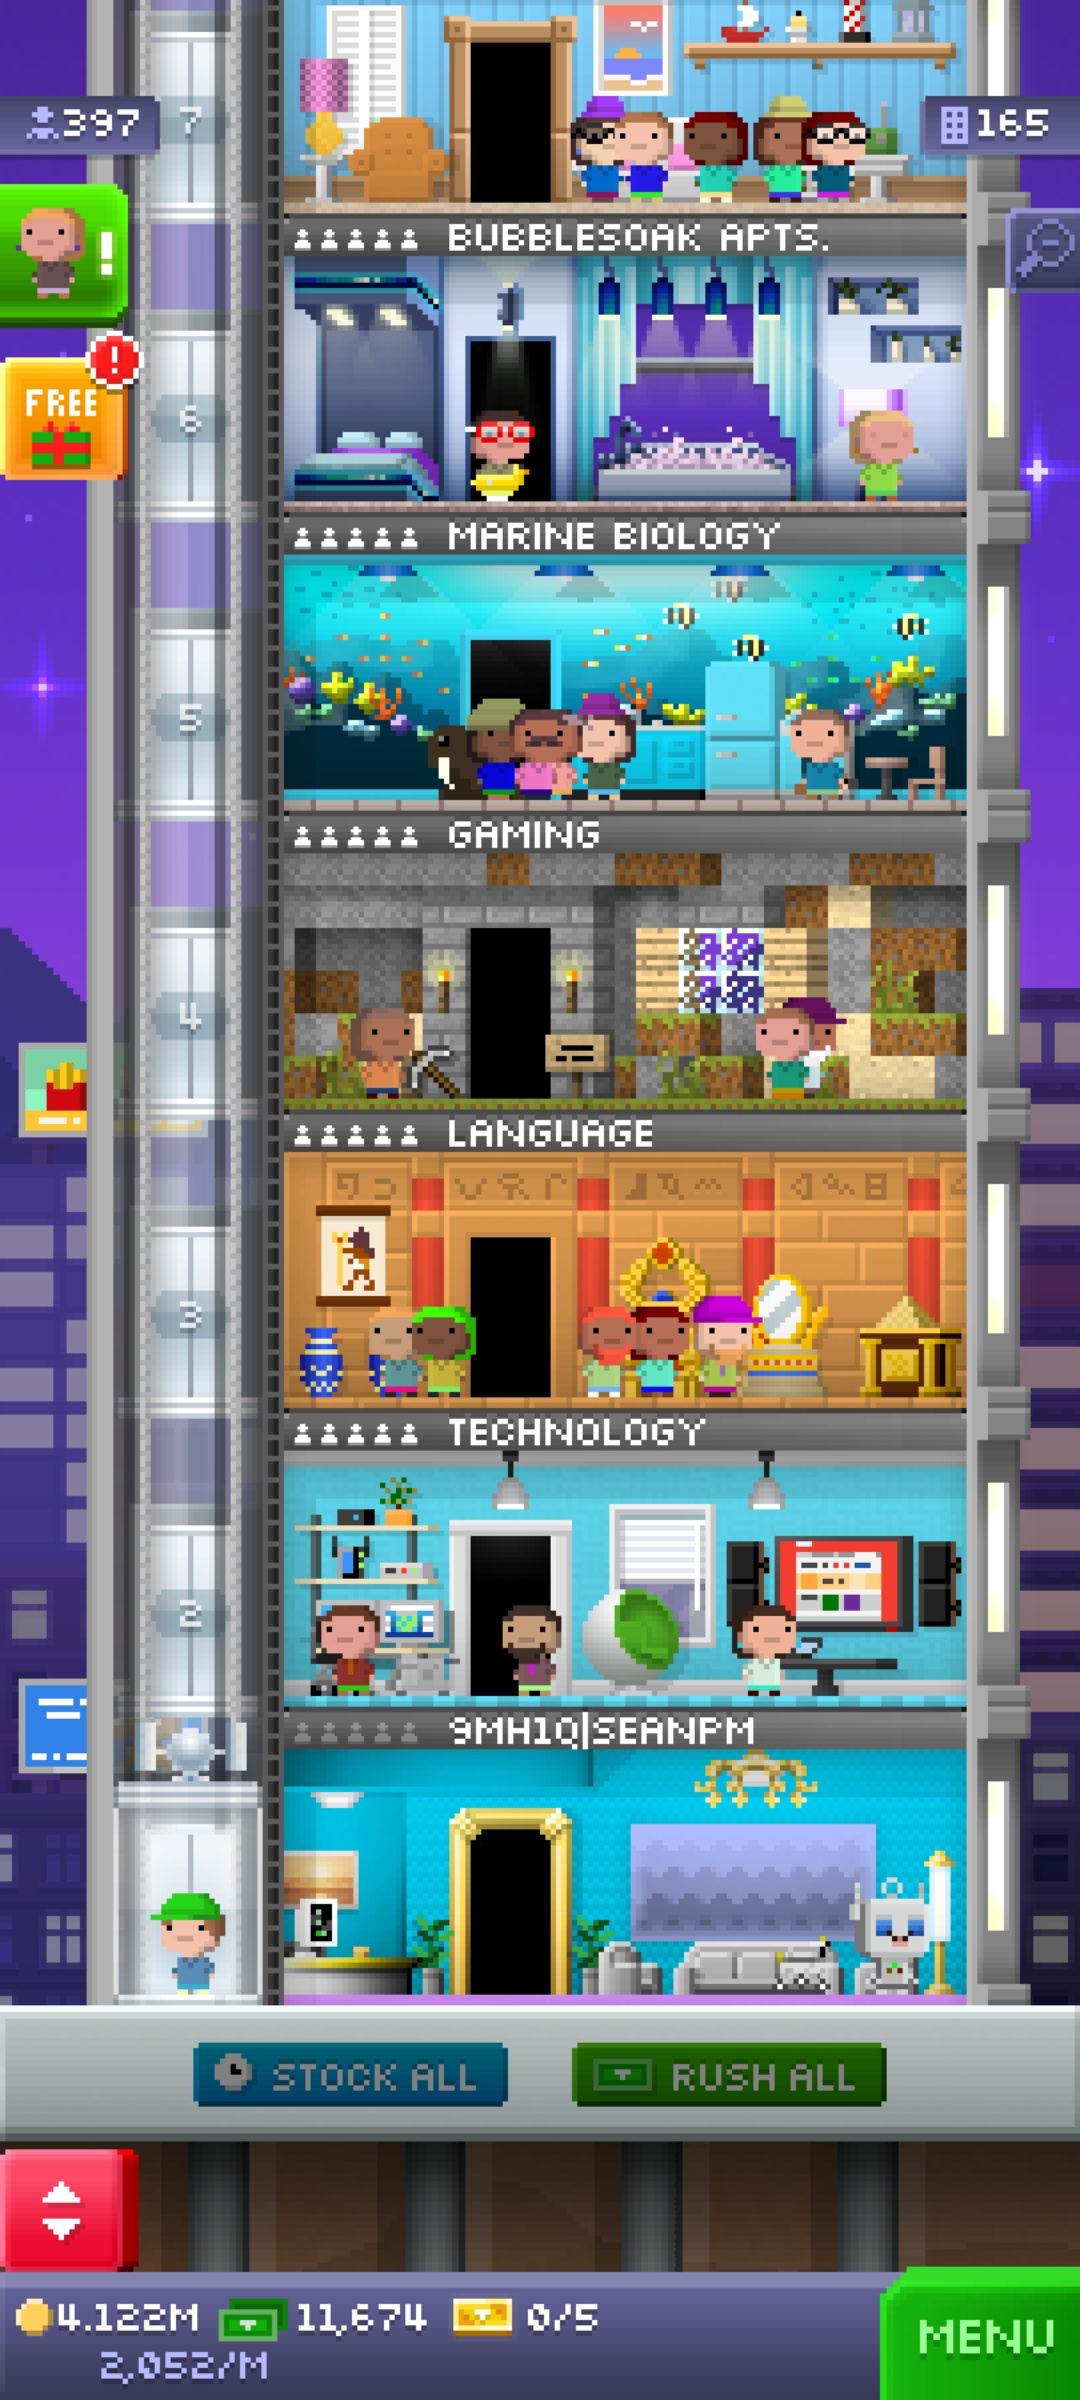 397
7
165
!
BUBBLESOAK APTS.
!
FREE
6
MARINE BIOLOGY
5
GAMING
4
LANGUAGE
3
TECHNOLOGY
2
9MH1Q|SEANPM
STOCK ALL
RUSH ALL
4.122M
11,674
0/5
2,052/M
MENU